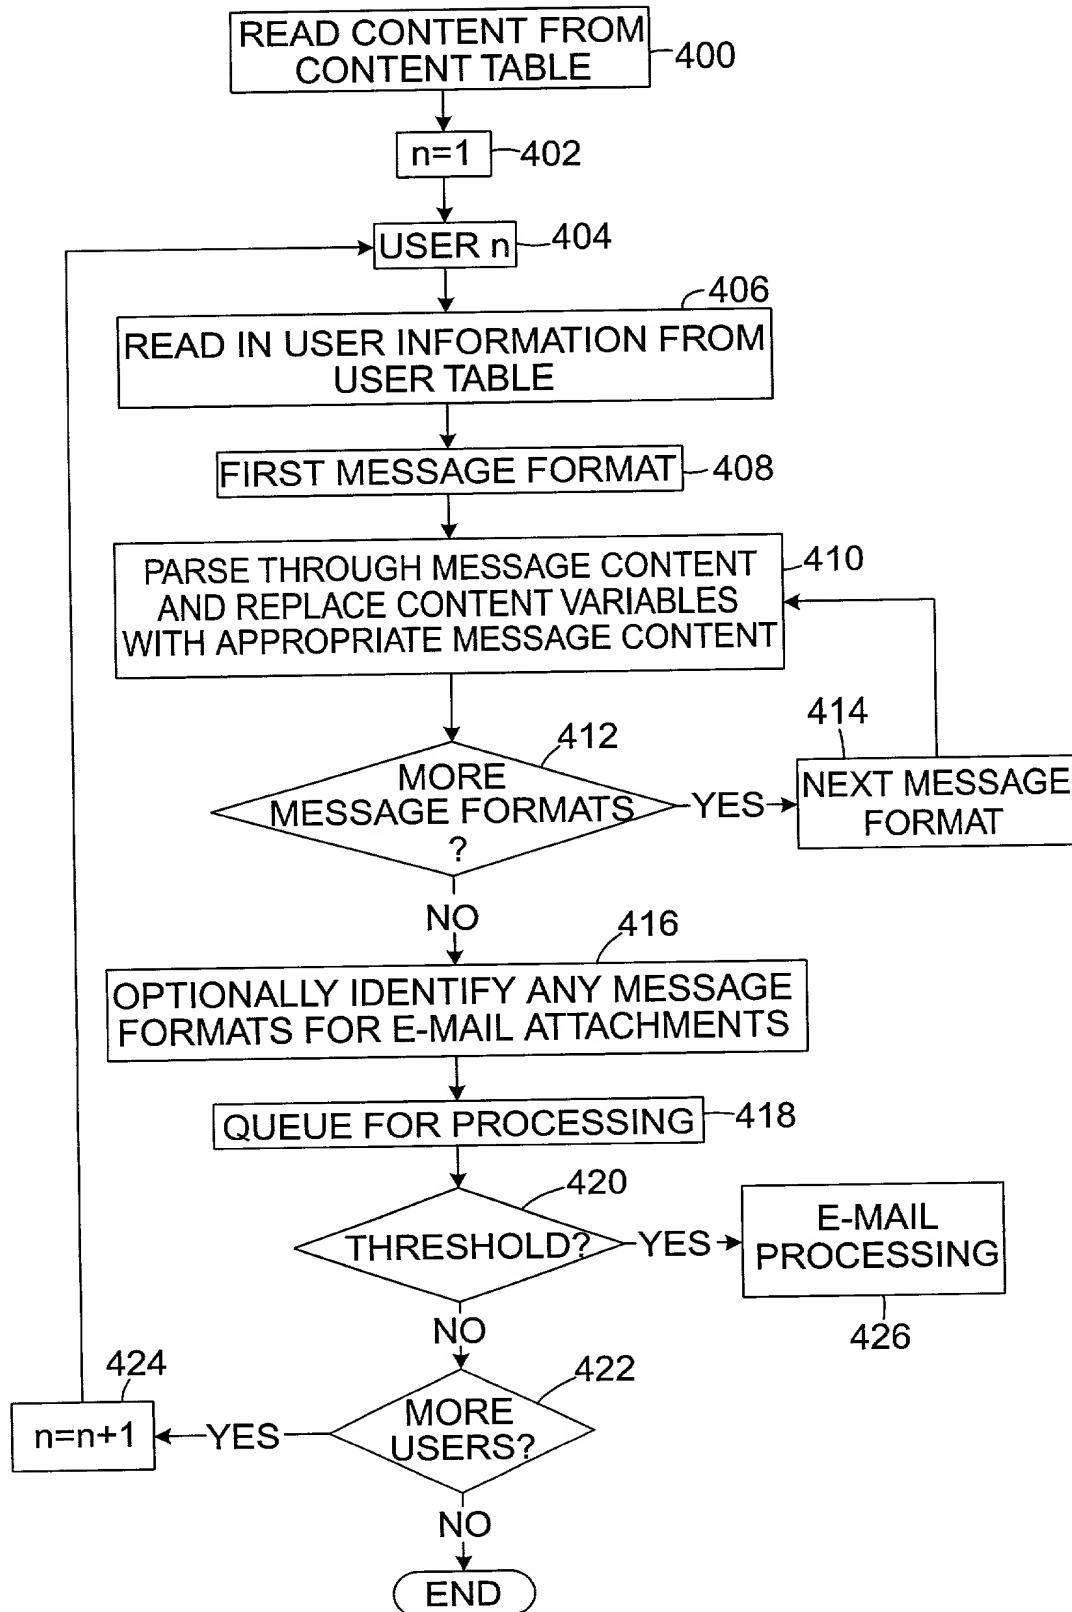 READ CONTENT FROM
CONTENT TABLE
400
n=1
402
USER n
404
406
READ IN USER INFORMATION FROM
USER TABLE
FIRST MESSAGE FORMAT
408
PARSE THROUGH MESSAGE CONTENT
AND REPLACE CONTENT VARIABLES
WITH APPROPRIATE MESSAGE CONTENT
410
412
MORE
MESSAGE FORMATS
?
YES
414
NEXT MESSAGE
FORMAT
NO
416
OPTIONALLY IDENTIFY ANY MESSAGE
FORMATS FOR E-MAIL ATTACHMENTS
QUEUE FOR PROCESSING
418
420
THRESHOLD?
YES
E-MAIL
PROCESSING
426
NO
422
MORE
USERS?
YES
424
n=n+1
NO
END